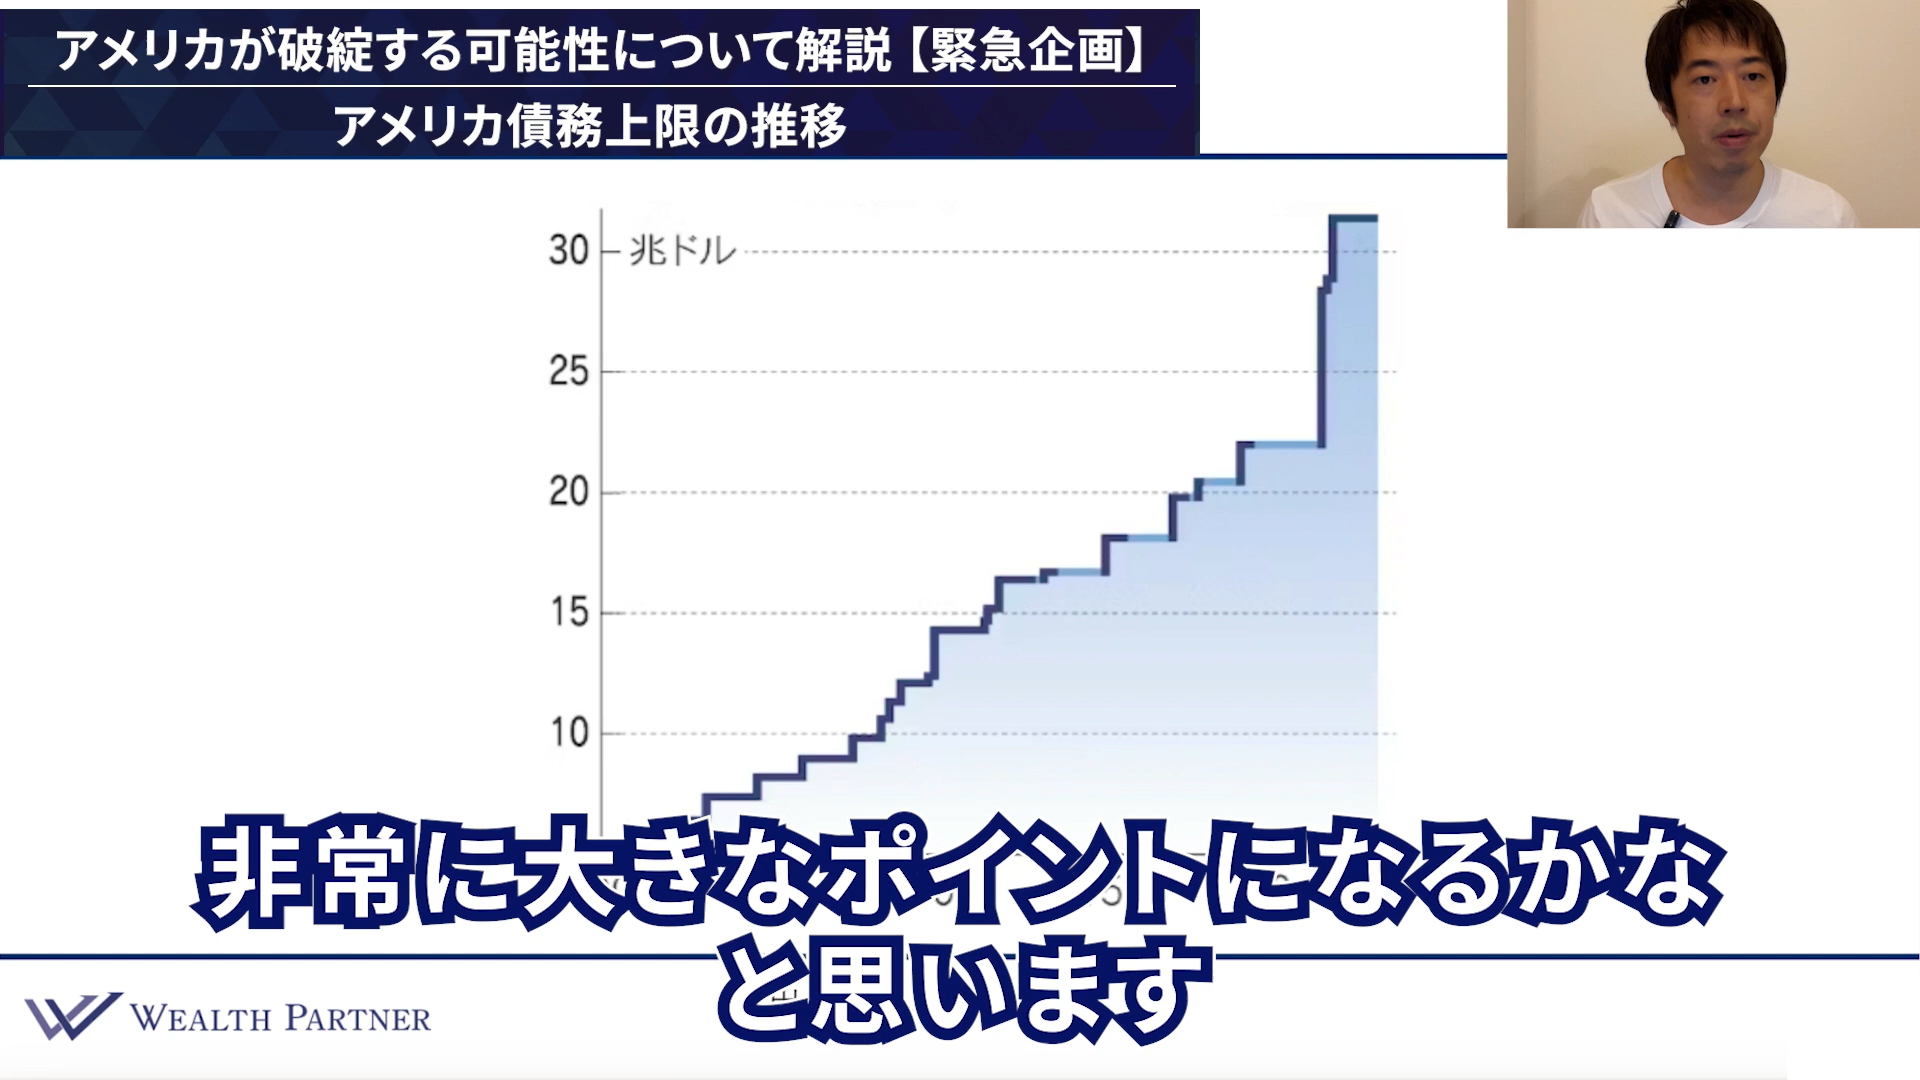 アメリカが破綻する可能性について解説【緊急企画】
アメリカ債務上限の推移
兆ドル
30
25
20
15
10
非常に大きなポイントになるかな
と思います
WEALTH PARTNER